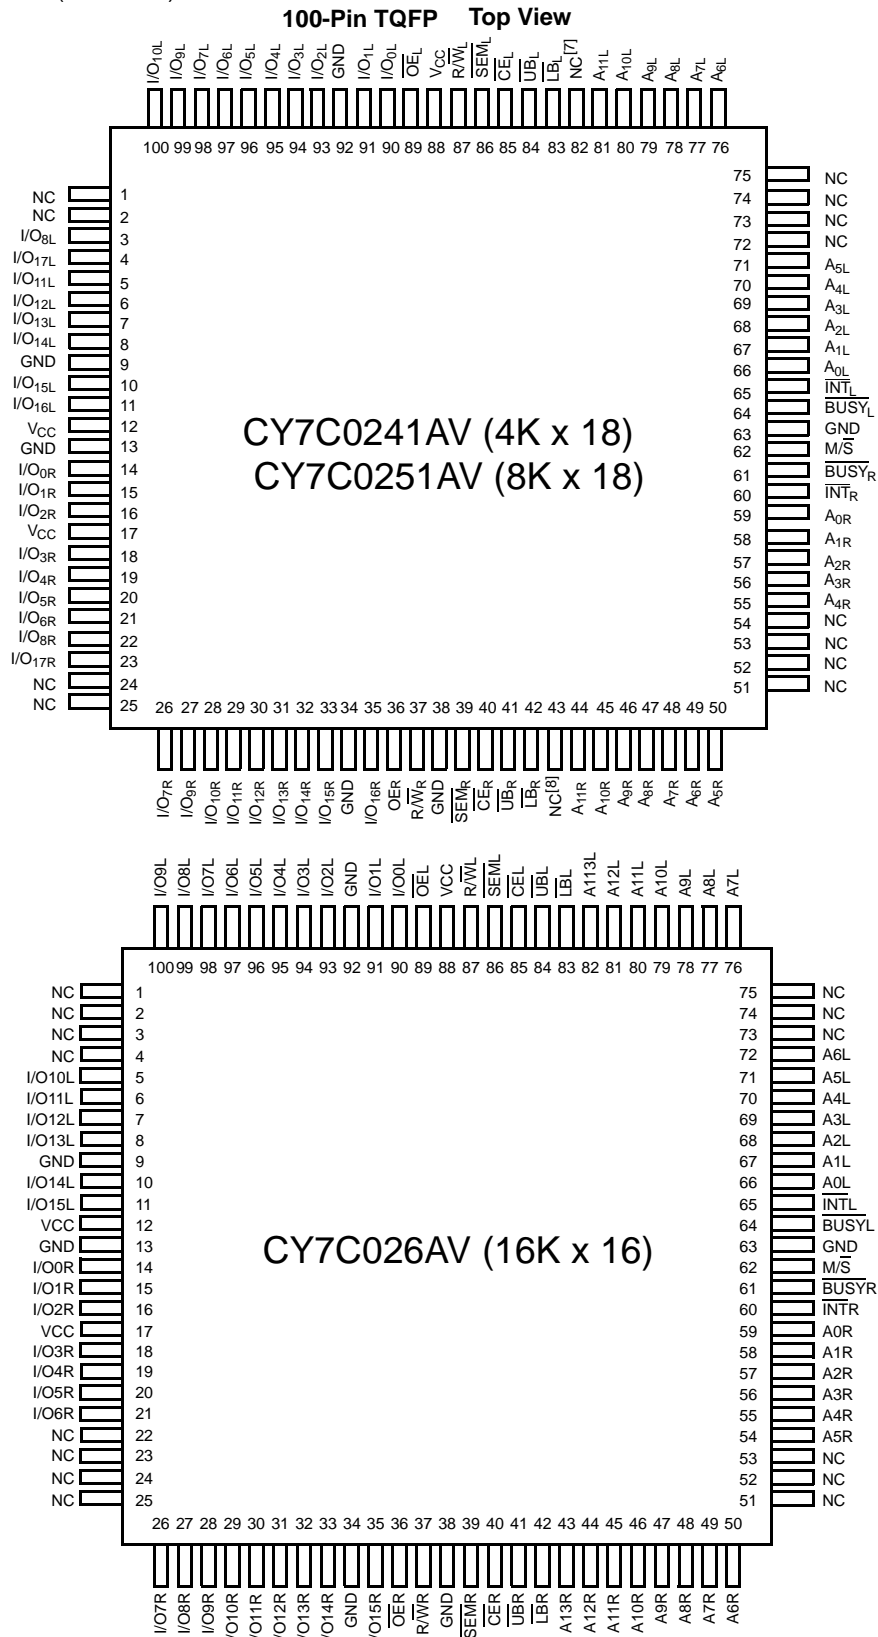 100-Pin TQFP Top View
I/O10L I/O9L I/O7L I/O6L I/O5L I/O4L I/O3L I/O2L GND I/O1L I/O0L OEL VCC R/WL SEML CEL UBL LBL NC[7] A11L A10L A9L A8L A7L A6L
100 99 98 97 96 95 94 93 92 91 90 89 88 87 86 85 84 83 82 81 80 79 78 77 76
75 NC
NC 1 74 NC
NC 2 73 NC
I/O8L 3 72 NC
I/O17L 4 71 A5L
I/O11L 5 70 A4L
I/O12L 6 69 A3L
I/O13L 7 68 A2L
I/O14L 8 67 A1L
GND 9 66 A0L
I/O15L 10 65 INTL
I/O16L 11 64 BUSYL
VCC 12 63 GND
GND 13 62 M/S
CY7C0241AV (4K x 18)
CY7C0251AV (8K x 18)
I/O0R 14 61 BUSYR
I/O1R 15 60 INTR
I/O2R 16 59 A0R
VCC 17 58 A1R
I/O3R 18 57 A2R
I/O4R 19 56 A3R
I/O5R 20 55 A4R
I/O6R 21 54 NC
I/O8R 22 53 NC
I/O17R 23 52 NC
NC 24 51 NC
NC 25
26 27 28 29 30 31 32 33 34 35 36 37 38 39 40 41 42 43 44 45 46 47 48 49 50
I/O7R I/O9R I/O10R I/O11R I/O12R I/O13R I/O14R I/O15R GND I/O16R OER R/WR GND SEMR CER UBR LBR NC[8] A11R A10R A9R A8R A7R A6R A5R
I/O9L I/O8L I/O7L I/O6L I/O5L I/O4L I/O3L I/O2L GND I/O1L I/O0L OEL VCC R/WL SEML CEL UBL LBL A113L A12L A11L A10L A9L A8L A7L
100 99 98 97 96 95 94 93 92 91 90 89 88 87 86 85 84 83 82 81 80 79 78 77 76
NC 1 75 NC
NC 2 74 NC
NC 3 73 NC
NC 4 72 A6L
I/O10L 5 71 A5L
I/O11L 6 70 A4L
I/O12L 7 69 A3L
I/O13L 8 68 A2L
GND 9 67 A1L
I/O14L 10 66 A0L
I/O15L 11 65 INTL
VCC 12 64 BUSYL
GND 13 63 GND
CY7C026AV (16K x 16)
I/O0R 14 62 M/S
I/O1R 15 61 BUSYR
I/O2R 16 60 INTR
VCC 17 59 A0R
I/O3R 18 58 A1R
I/O4R 19 57 A2R
I/O5R 20 56 A3R
I/O6R 21 55 A4R
NC 22 54 A5R
NC 23 53 NC
NC 24 52 NC
NC 25 51 NC
26 27 28 29 30 31 32 33 34 35 36 37 38 39 40 41 42 43 44 45 46 47 48 49 50
I/O7R I/O8R I/O9R I/O10R I/O11R I/O12R I/O13R I/O14R GND I/O15R OER R/WR GND SEMR CER UBR LBR A13R A12R A11R A10R A9R A8R A7R A6R